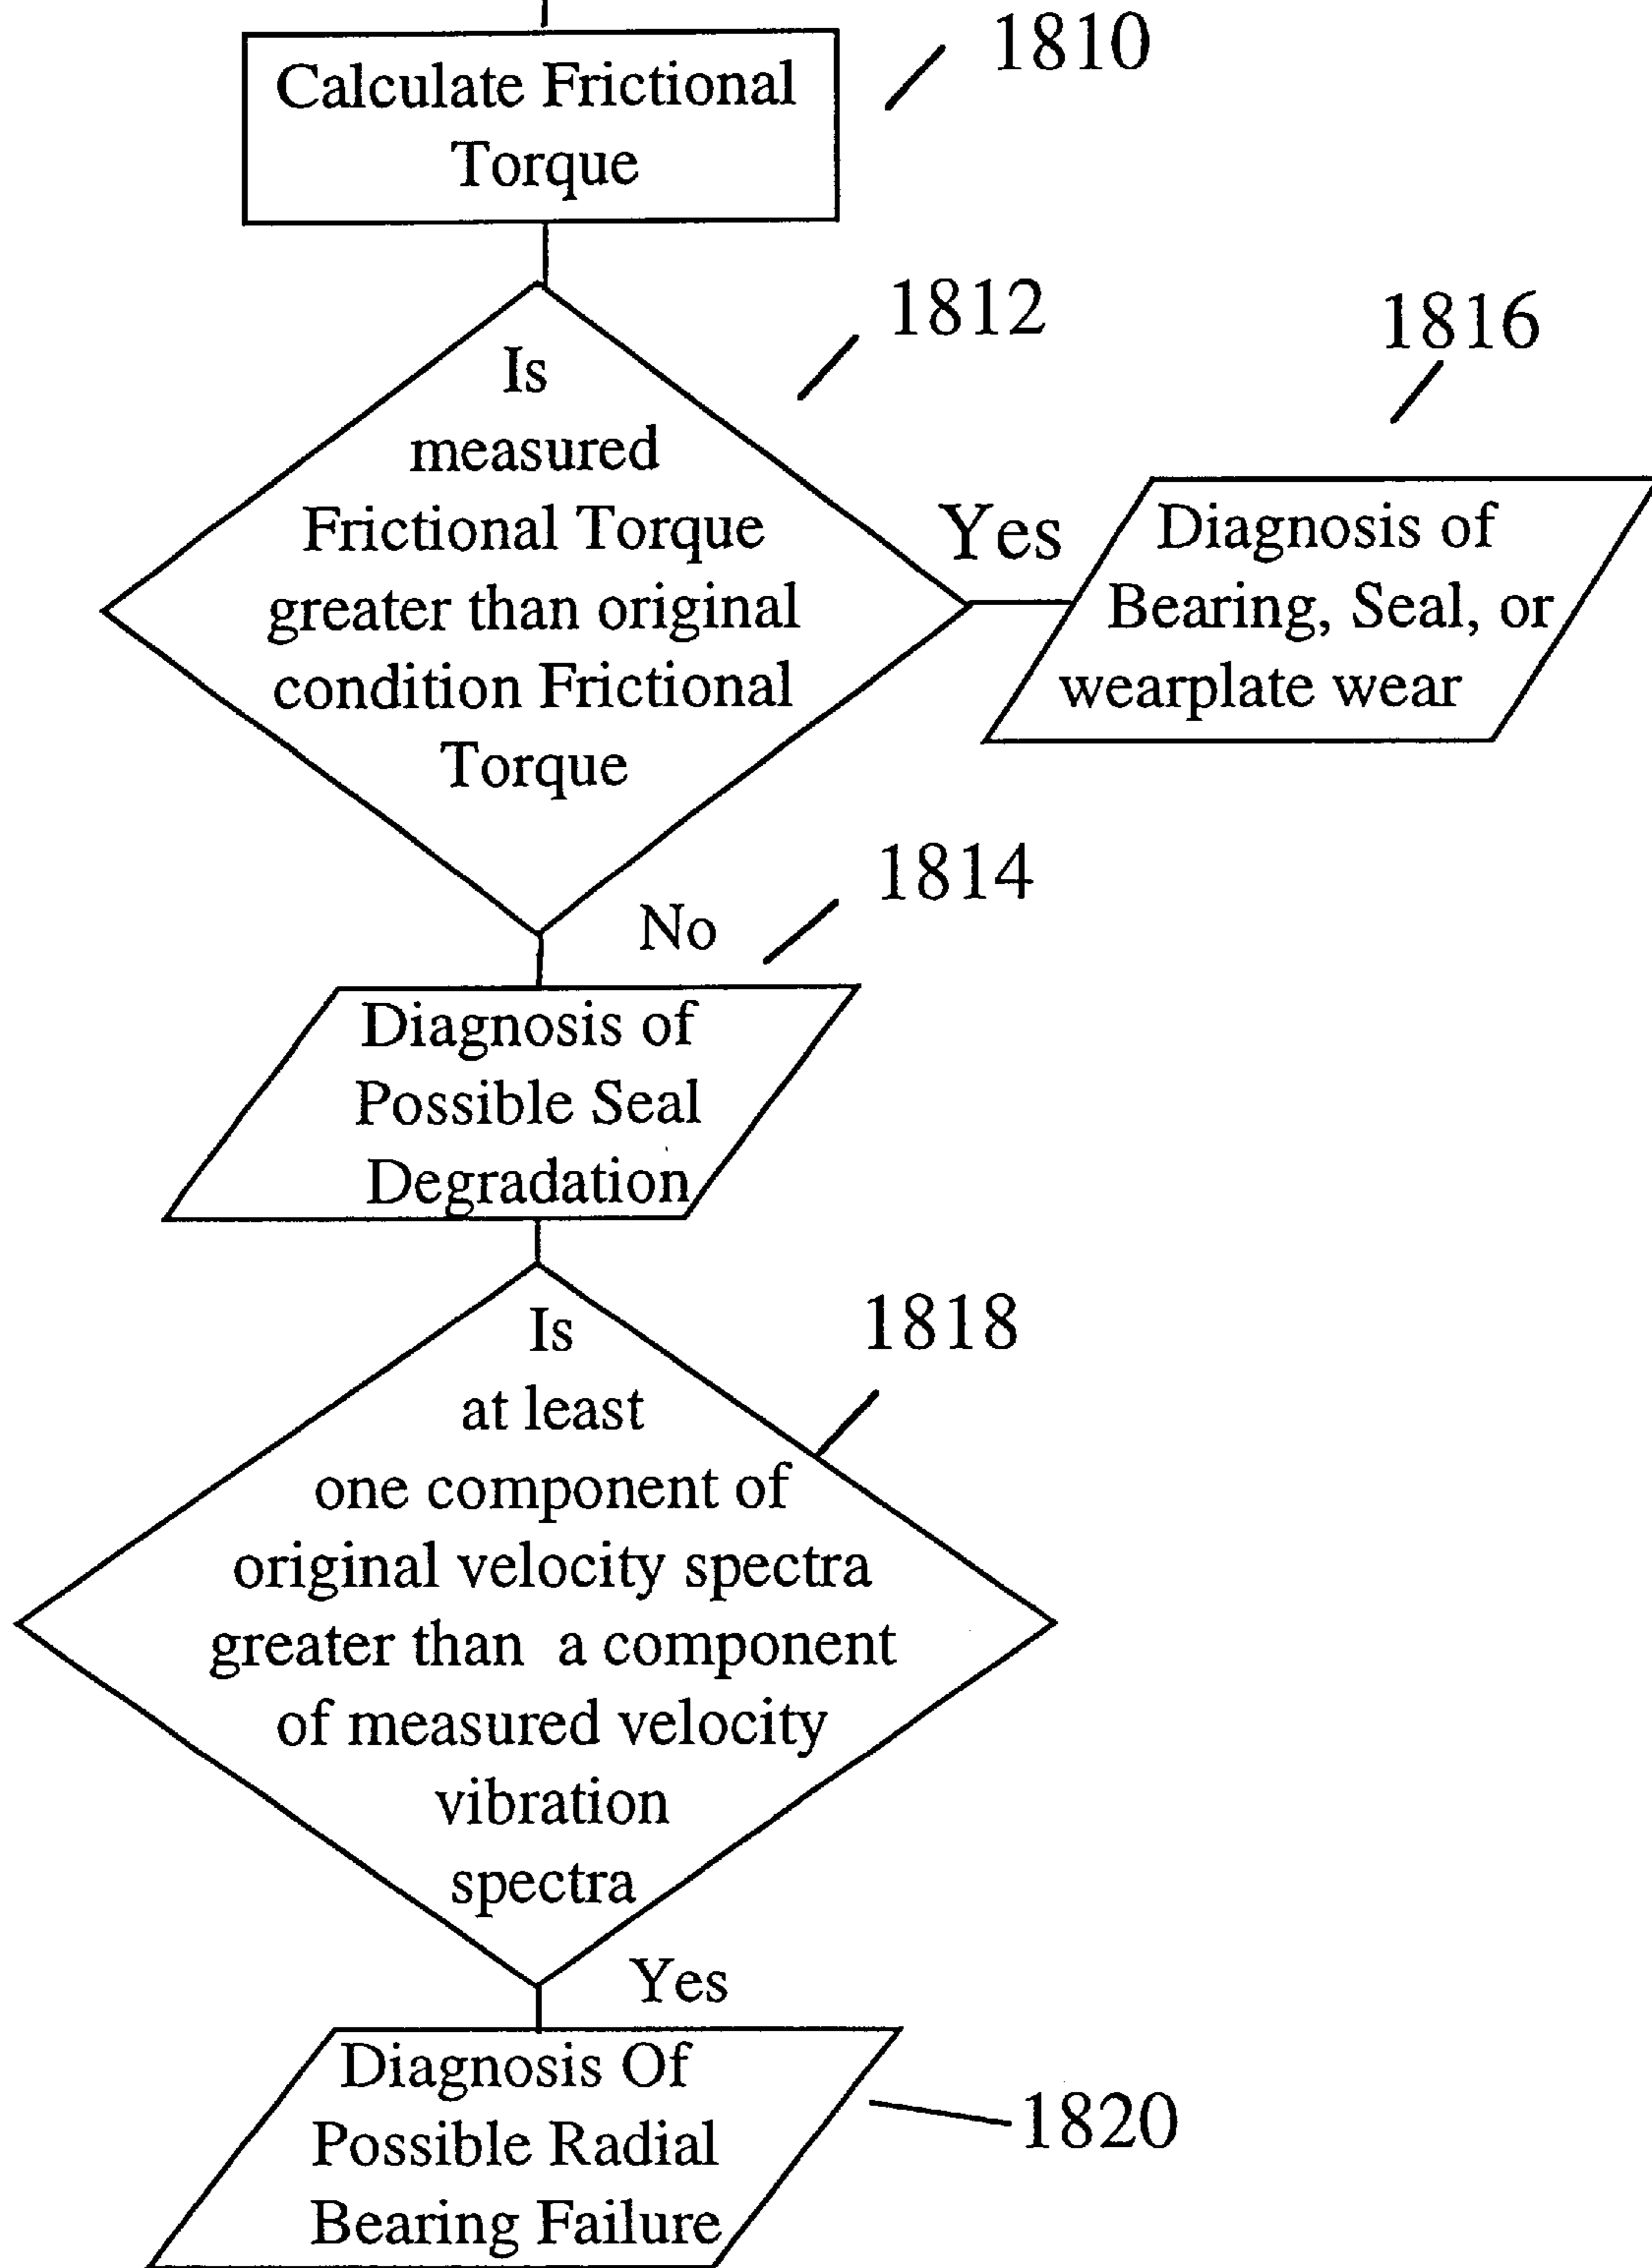 1810
Calculate Frictional
Torque
1812
Is
measured
Frictional Torque
greater than original
condition Frictional
Torque
Yes
1816
Diagnosis of
Bearing, Seal, or
wearplate wear
No
1814
Diagnosis of
Possible Seal
Degradation
1818
Is
at least
one component of
original velocity spectra
greater than a component
of measured velocity
vibration
spectra
Yes
Diagnosis Of
Possible Radial
Bearing Failure
1820